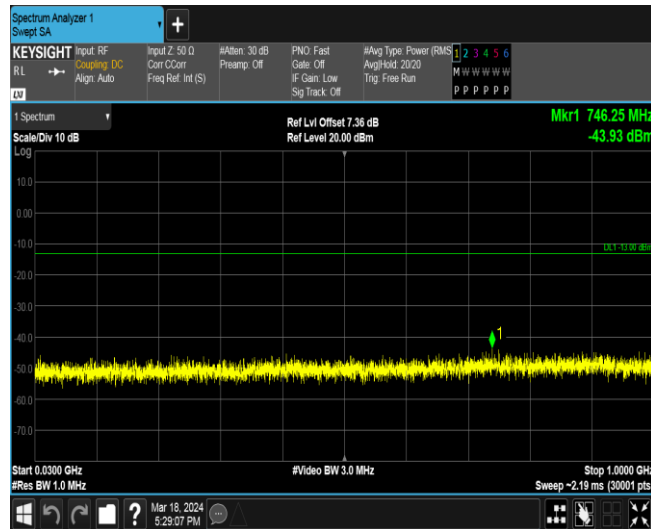 Spectrum Analyzer 1
Swept SA
+
KEYSIGHT
RL
LXI
Input: RF
Coupling: DC
Align: Auto
Input Z: 50 Ω
Corr CCorr
Freq Ref: Int (S)
#Atten: 30 dB
Preamp: Off
PNO: Fast
Gate: Off
IF Gain: Low
Sig Track: Off
#Avg Type: Power (RMS
Avg|Hold: 20/20
Trig: Free Run
1 2 3 4 5 6
M W W W W W
P P P P P P
1 Spectrum
Scale/Div 10 dB
Log
Ref Lvl Offset 7.36 dB
Ref Level 20.00 dBm
Mkr1 746.25 MHz
-43.93 dBm
10.0
0.00
-10.0
DL1 -13.00 dBm
-20.0
-30.0
-40.0
1
-50.0
-60.0
-70.0
Start 0.0300 GHz
#Res BW 1.0 MHz
#Video BW 3.0 MHz
Stop 1.0000 GHz
Sweep ~2.19 ms (30001 pts
?
Mar 18, 2024
5:29:07 PM